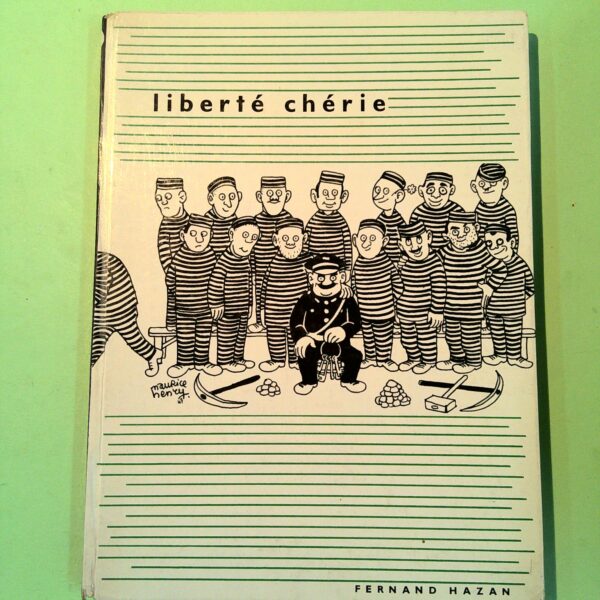 liberté chérie
maurice
henry.
FERNAND HAZAN